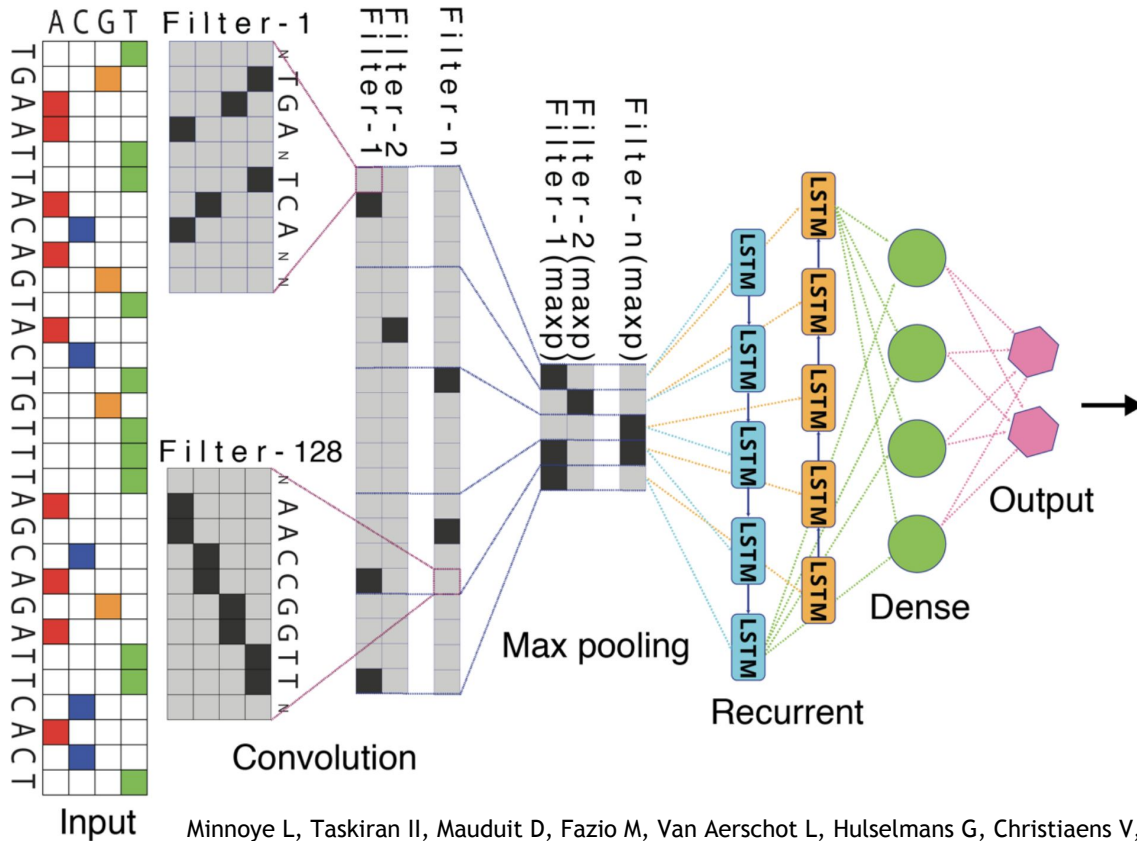 A C G T
TGAATTACAGTACTGTTTAGCAGATTCACT
Input
Filter-1
NTGANTCANN
Filter-128
NAACCGGTTN
Convolution
Filter-1
Filter-2
Filter-n
Filter-1(maxp)
Filter-2(maxp)
Filter-n(maxp)
Max pooling
LSTM
LSTM
LSTM
LSTM
LSTM
LSTM
LSTM
LSTM
LSTM
LSTM
Recurrent
Dense
Output
Minnoye L, Taskiran II, Mauduit D, Fazio M, Van Aerschot L, Hulselmans G, Christiaens V,